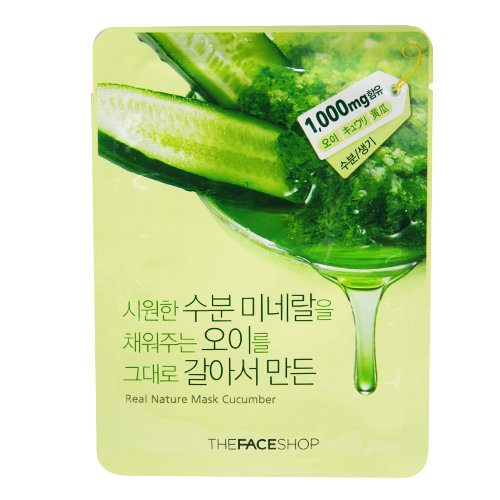 1,000mg함유
오이 キュウリ 黄瓜
수분/생기
시원한 수분 미네랄을
채워주는 오이를
그대로 갈아서 만든
Real Nature Mask Cucumber
THEFACESHOP